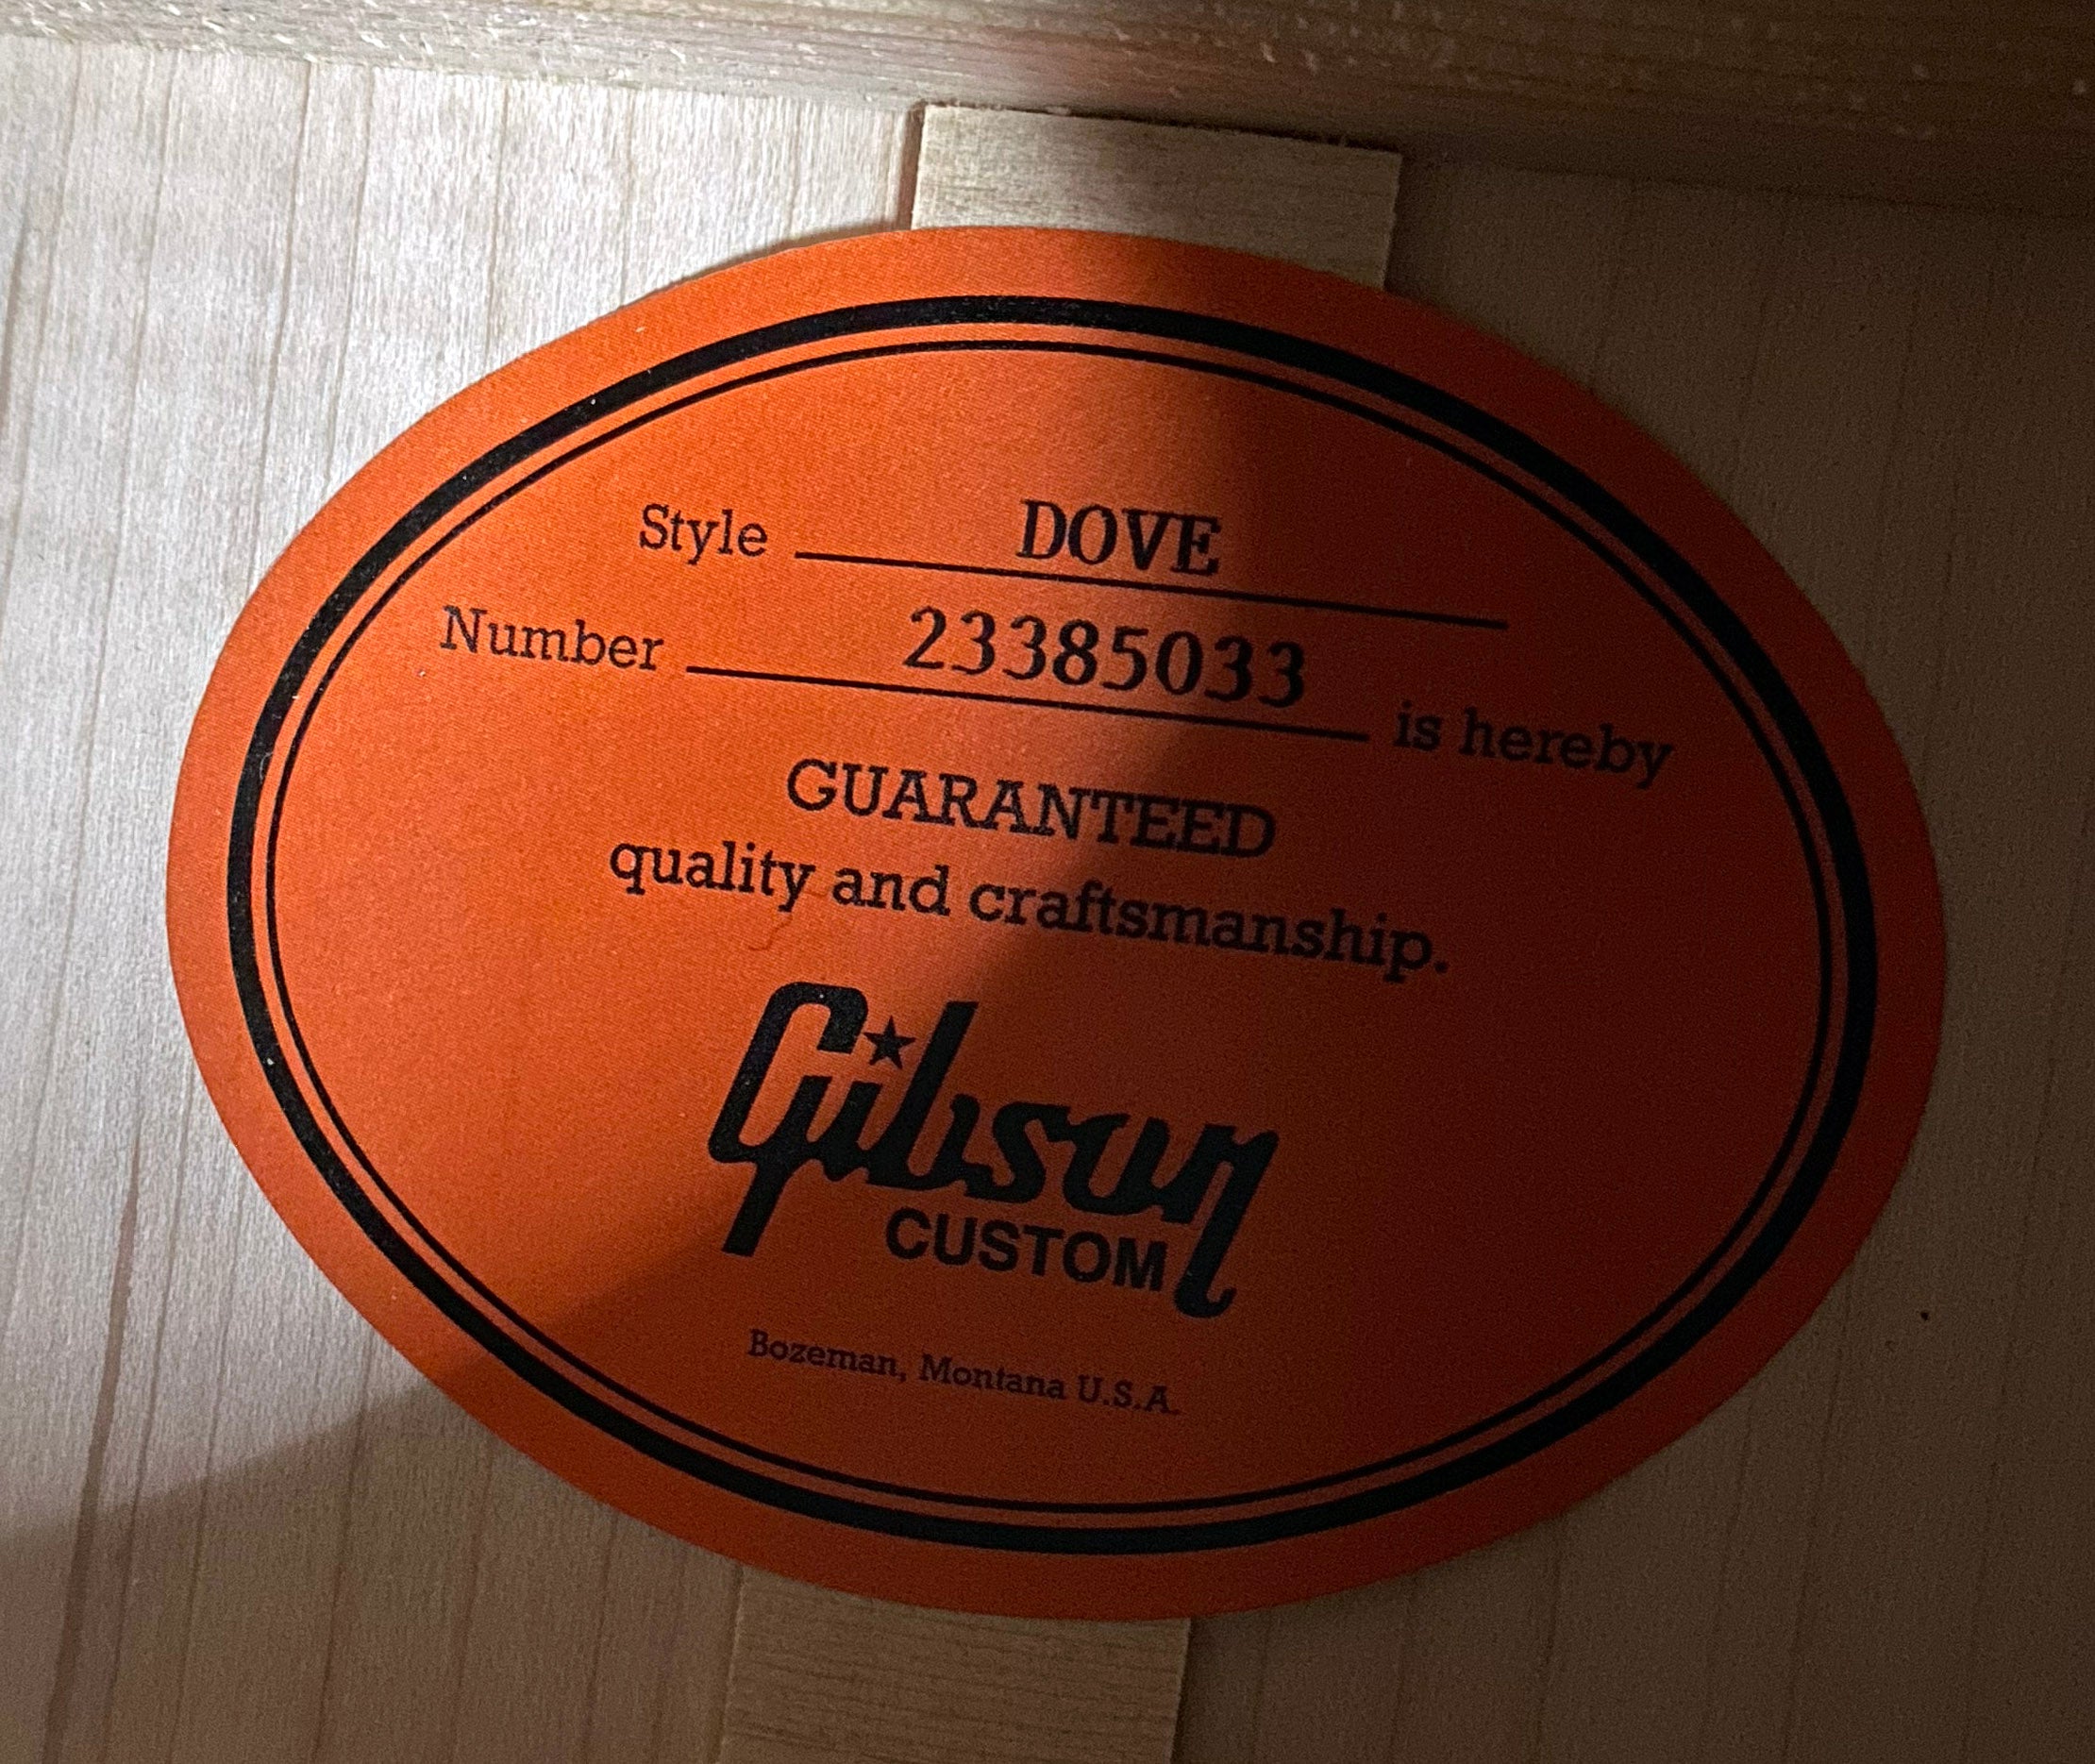 Style DOVE
Number 23385033 is hereby
GUARANTEED
quality and craftsmanship.
Gibson
CUSTOM
Bozeman, Montana U.S.A.